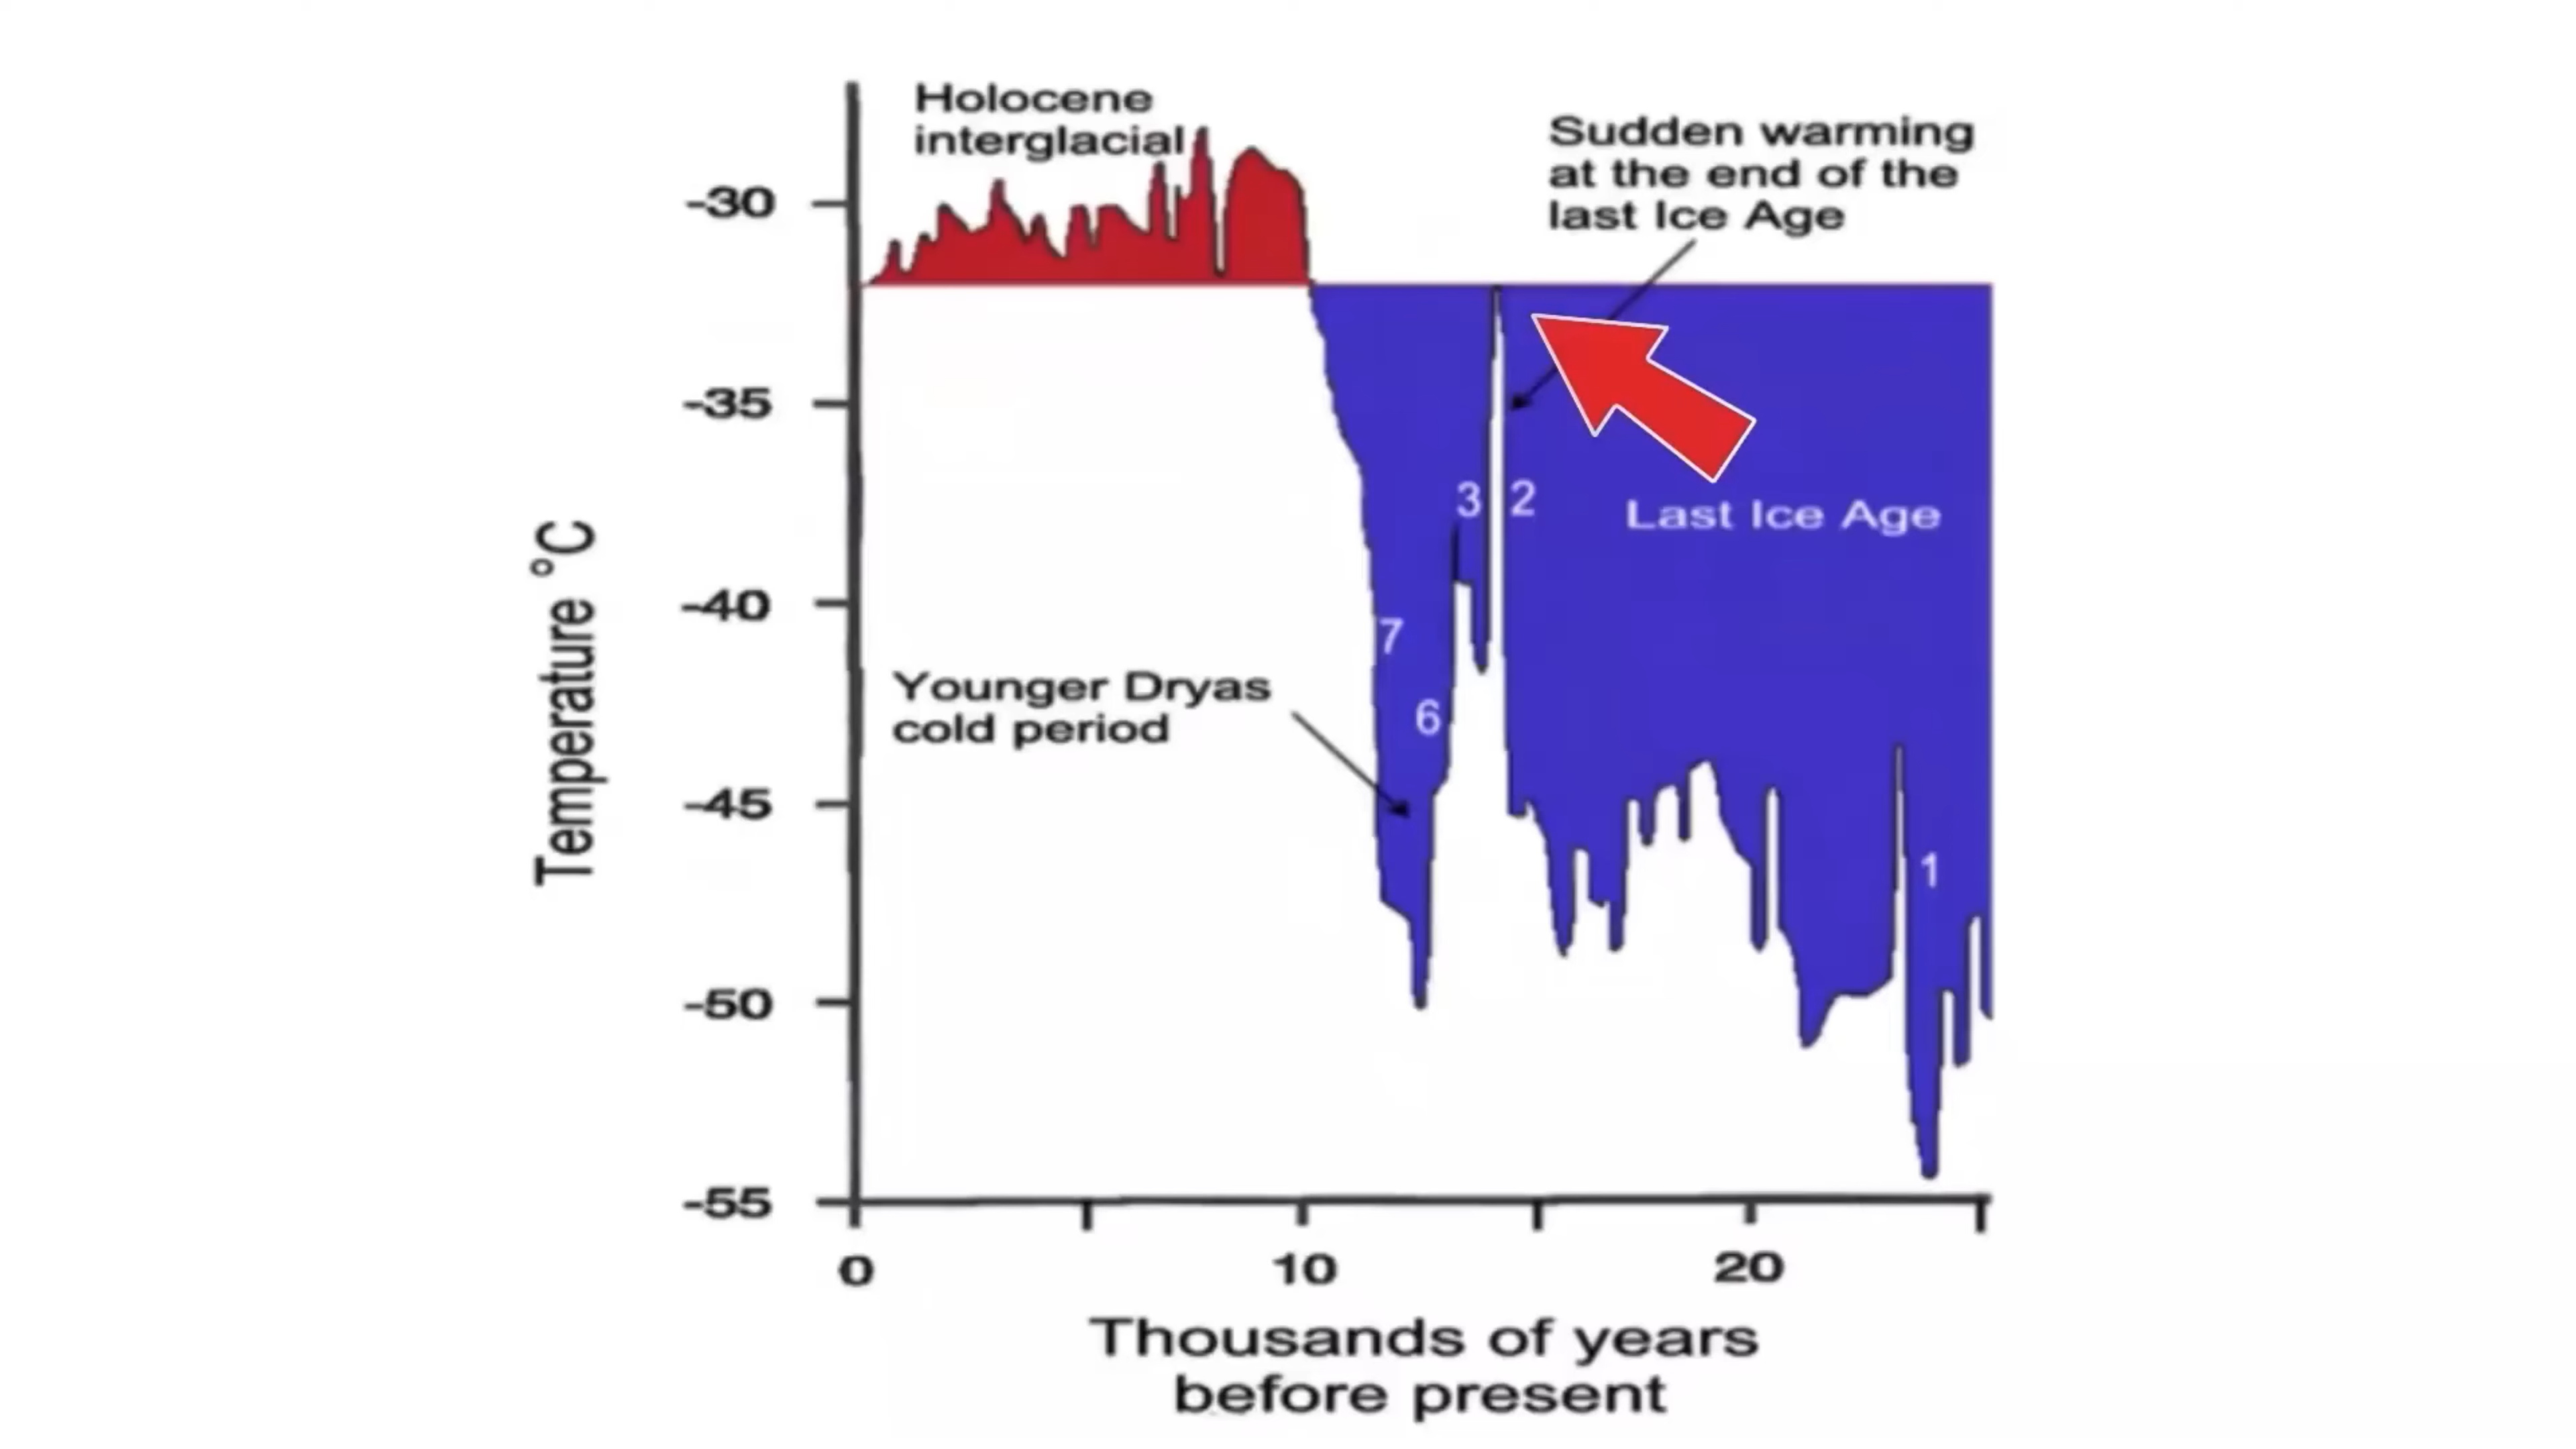 Holocene
interglacial
Sudden warming
at the end of the
last Ice Age
-30
-35
-40
-45
-50
-55
Temperature °C
3
2
Last Ice Age
7
6
Younger Dryas
cold period
1
0
10
20
Thousands of years
before present